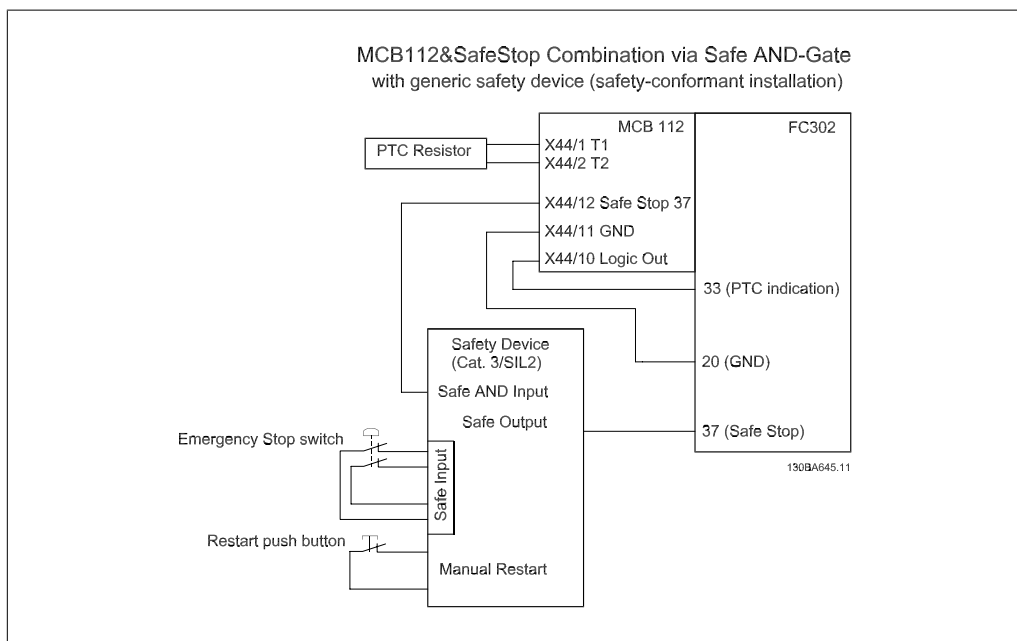 MCB112&SafeStop Combination via Safe AND-Gate
with generic safety device (safety-conformant installation)
MCB 112
FC302
PTC Resistor
X44/1 T1
X44/2 T2
X44/12 Safe Stop 37
X44/11 GND
X44/10 Logic Out
33 (PTC indication)
20 (GND)
37 (Safe Stop)
Safety Device
(Cat. 3/SIL2)
Safe AND Input
Safe Output
Emergency Stop switch
Safe Input
Restart push button
Manual Restart
130BA645.11